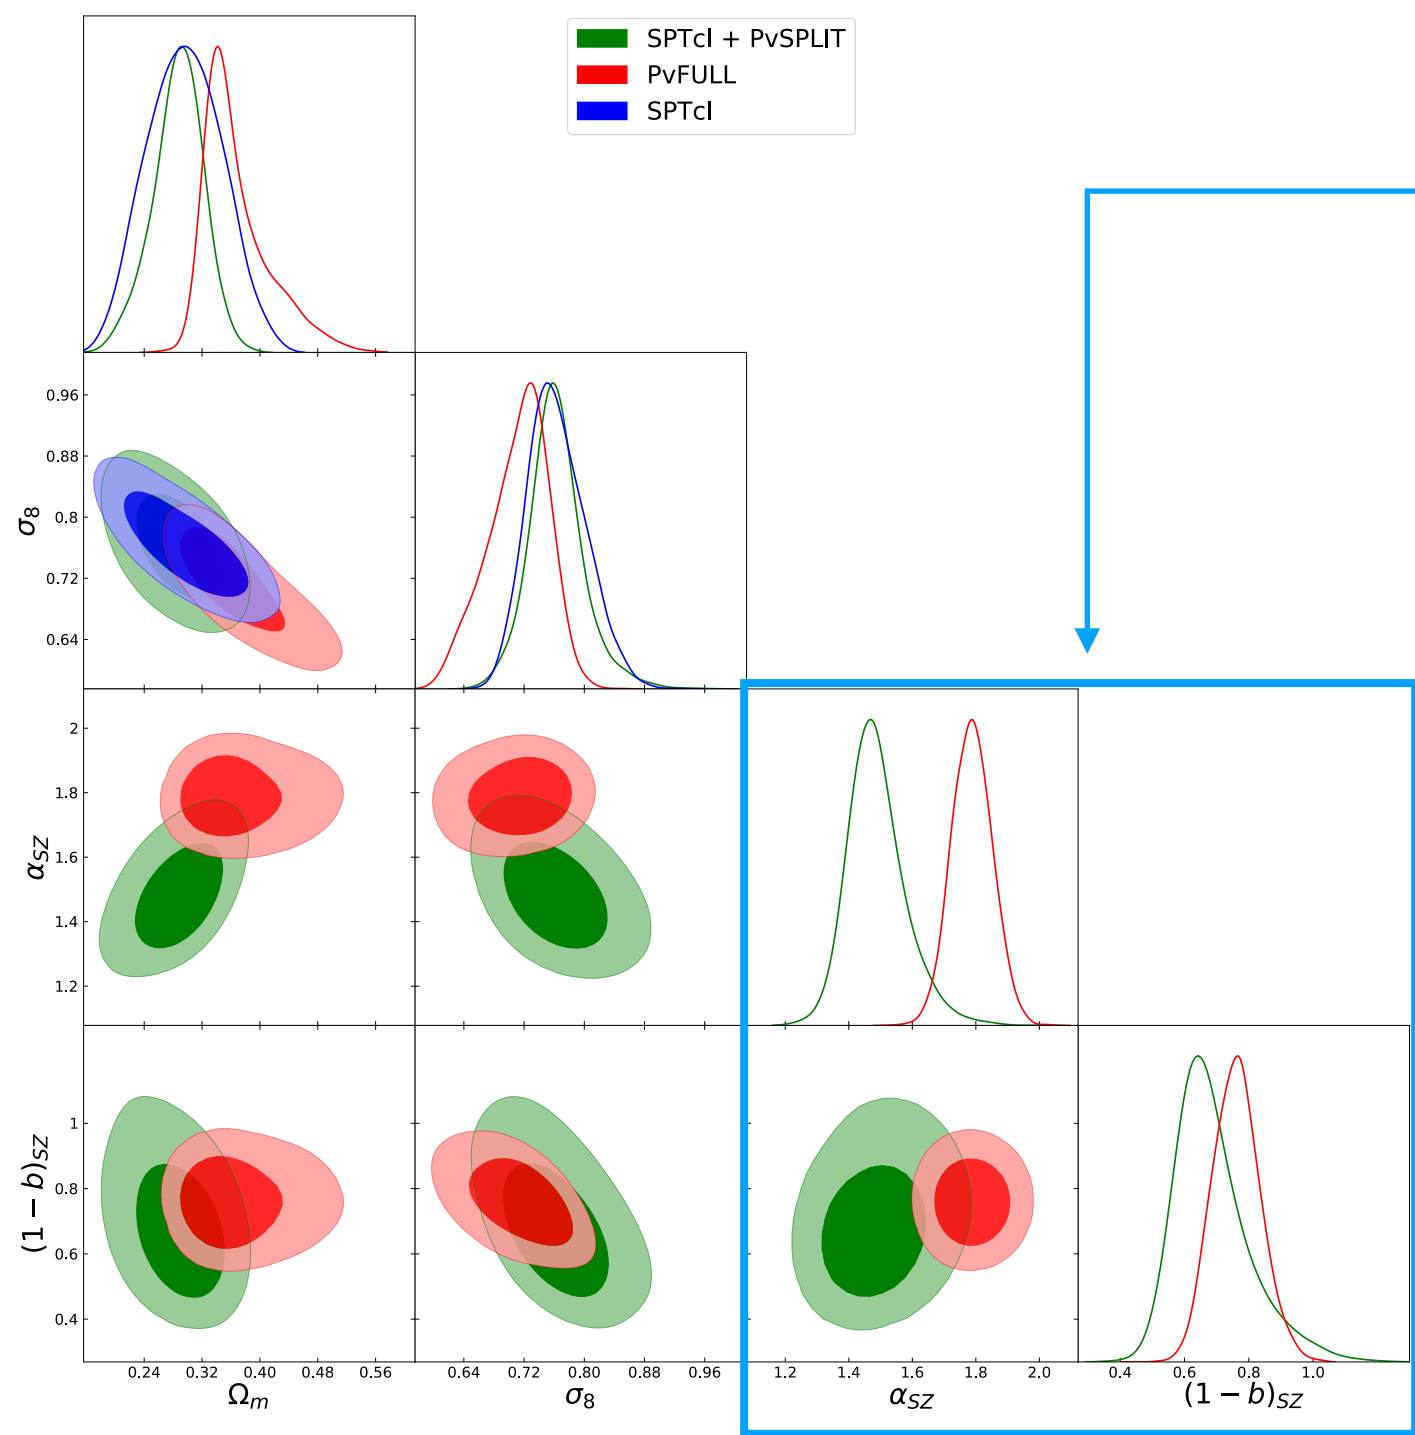 SPTcl + PvSPLIT
PvFULL
SPTcl
0.96
0.88
0.8
0.72
0.64
σ8
2
1.8
1.6
1.4
1.2
αSZ
1
0.8
0.6
0.4
(1 − b)SZ
0.24 0.32 0.40 0.48 0.56
0.64 0.72 0.80 0.88 0.96
1.2 1.4 1.6 1.8 2.0
0.4 0.6 0.8 1.0
Ωm
σ8
αSZ
(1 − b)SZ